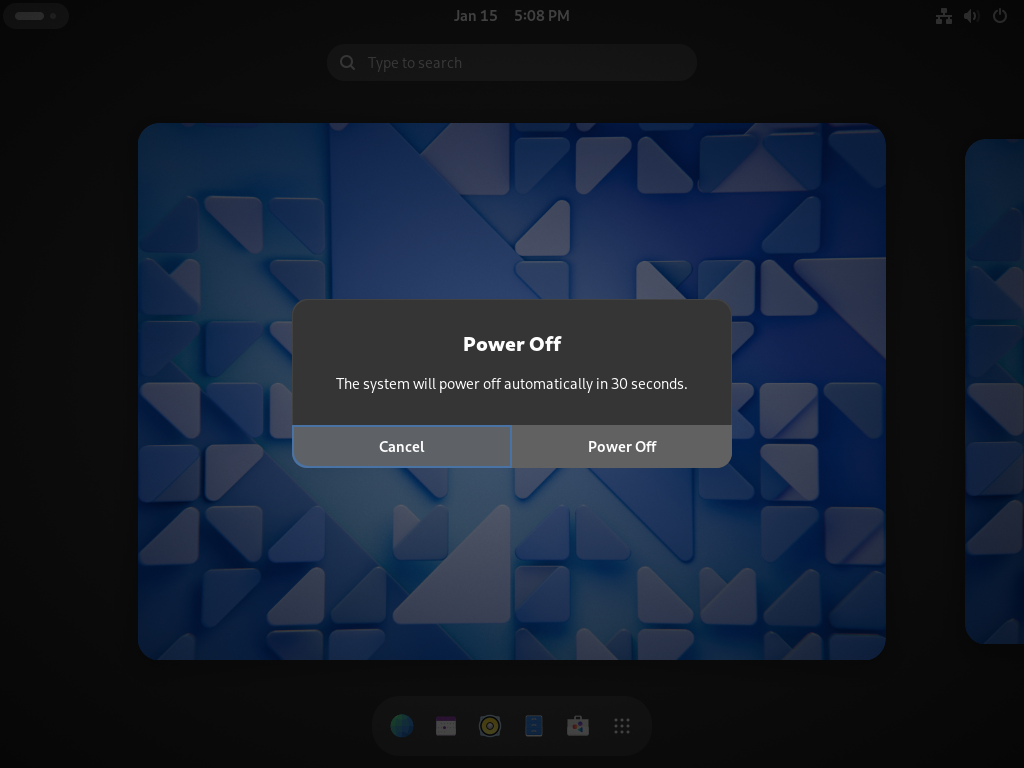 Jan 15 5:08 PM
Type to search
Power Off
The system will power off automatically in 30 seconds.
Cancel Power Off